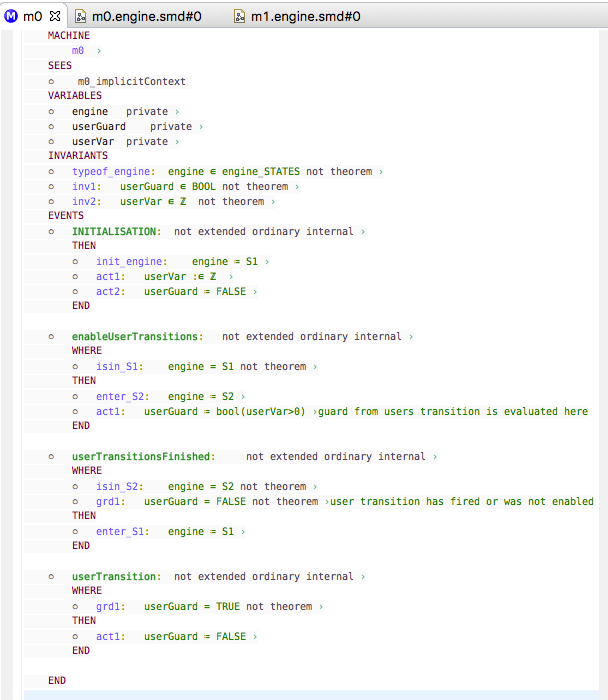 m0 m0.engine.smd#0 m1.engine.smd#0
MACHINE
m0 ›
SEES
○ m0_implicitContext
VARIABLES
○ engine private ›
○ userGuard private ›
○ userVar private ›
INVARIANTS
○ typeof_engine: engine ∈ engine_STATES not theorem ›
○ inv1: userGuard ∈ BOOL not theorem ›
○ inv2: userVar ∈ ℤ not theorem ›
EVENTS
○ INITIALISATION: not extended ordinary internal ›
THEN
○ init_engine: engine ≔ S1 ›
○ act1: userVar :∈ ℤ ›
○ act2: userGuard ≔ FALSE ›
END
○ enableUserTransitions: not extended ordinary internal ›
WHERE
○ isin_S1: engine = S1 not theorem ›
THEN
○ enter_S2: engine ≔ S2 ›
○ act1: userGuard ≔ bool(userVar>0) ›guard from users transition is evaluated here
END
○ userTransitionsFinished: not extended ordinary internal ›
WHERE
○ isin_S2: engine = S2 not theorem ›
○ grd1: userGuard = FALSE not theorem ›user transition has fired or was not enabled
THEN
○ enter_S1: engine ≔ S1 ›
END
○ userTransition: not extended ordinary internal ›
WHERE
○ grd1: userGuard = TRUE not theorem ›
THEN
○ act1: userGuard ≔ FALSE ›
END
END